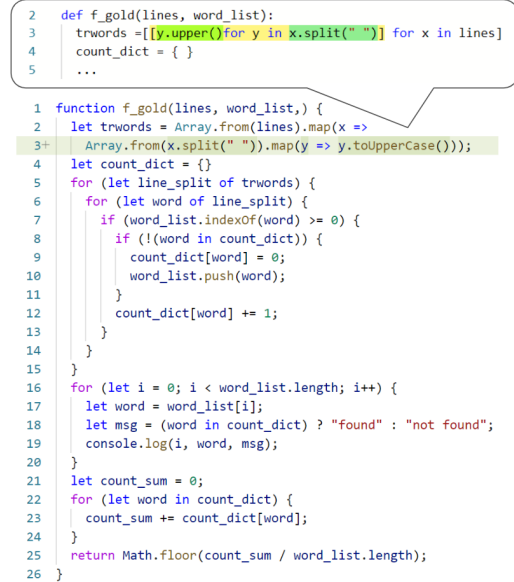 2 def f_gold(lines, word_list):
3 trwords =[[y.upper()for y in x.split(" ")] for x in lines]
4 count_dict = { }
5 ...
1 function f_gold(lines, word_list,) {
2 let trwords = Array.from(lines).map(x =>
3+ Array.from(x.split(" ")).map(y => y.toUpperCase()));
4 let count_dict = {}
5 for (let line_split of trwords) {
6 for (let word of line_split) {
7 if (word_list.indexOf(word) >= 0) {
8 if (!(word in count_dict)) {
9 count_dict[word] = 0;
10 word_list.push(word);
11 }
12 count_dict[word] += 1;
13 }
14 }
15 }
16 for (let i = 0; i < word_list.length; i++) {
17 let word = word_list[i];
18 let msg = (word in count_dict) ? "found" : "not found";
19 console.log(i, word, msg);
20 }
21 let count_sum = 0;
22 for (let word in count_dict) {
23 count_sum += count_dict[word];
24 }
25 return Math.floor(count_sum / word_list.length);
26 }